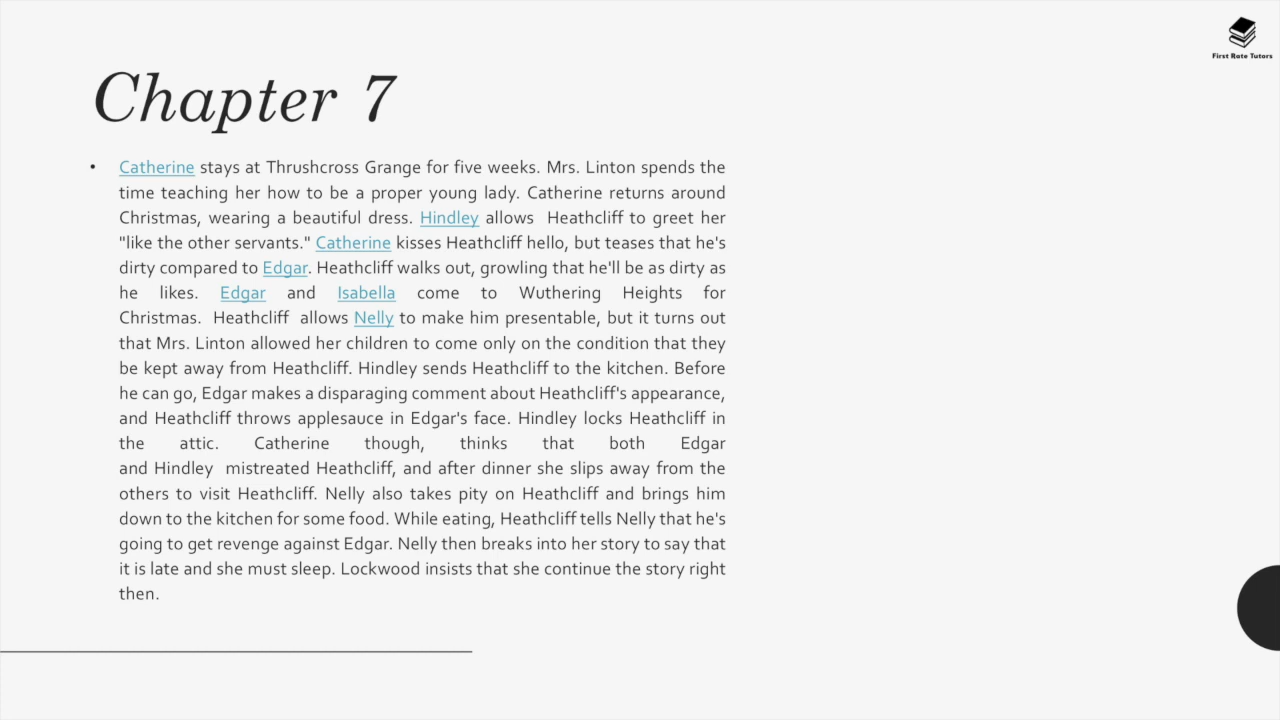 First Rate Tutors
Chapter 7
• Catherine stays at Thrushcross Grange for five weeks. Mrs. Linton spends the
time teaching her how to be a proper young lady. Catherine returns around
Christmas, wearing a beautiful dress. Hindley allows Heathcliff to greet her
"like the other servants." Catherine kisses Heathcliff hello, but teases that he's
dirty compared to Edgar. Heathcliff walks out, growling that he'll be as dirty as
he likes. Edgar and Isabella come to Wuthering Heights for
Christmas. Heathcliff allows Nelly to make him presentable, but it turns out
that Mrs. Linton allowed her children to come only on the condition that they
be kept away from Heathcliff. Hindley sends Heathcliff to the kitchen. Before
he can go, Edgar makes a disparaging comment about Heathcliff's appearance,
and Heathcliff throws applesauce in Edgar's face. Hindley locks Heathcliff in
the attic. Catherine though, thinks that both Edgar
and Hindley mistreated Heathcliff, and after dinner she slips away from the
others to visit Heathcliff. Nelly also takes pity on Heathcliff and brings him
down to the kitchen for some food. While eating, Heathcliff tells Nelly that he's
going to get revenge against Edgar. Nelly then breaks into her story to say that
it is late and she must sleep. Lockwood insists that she continue the story right
then.